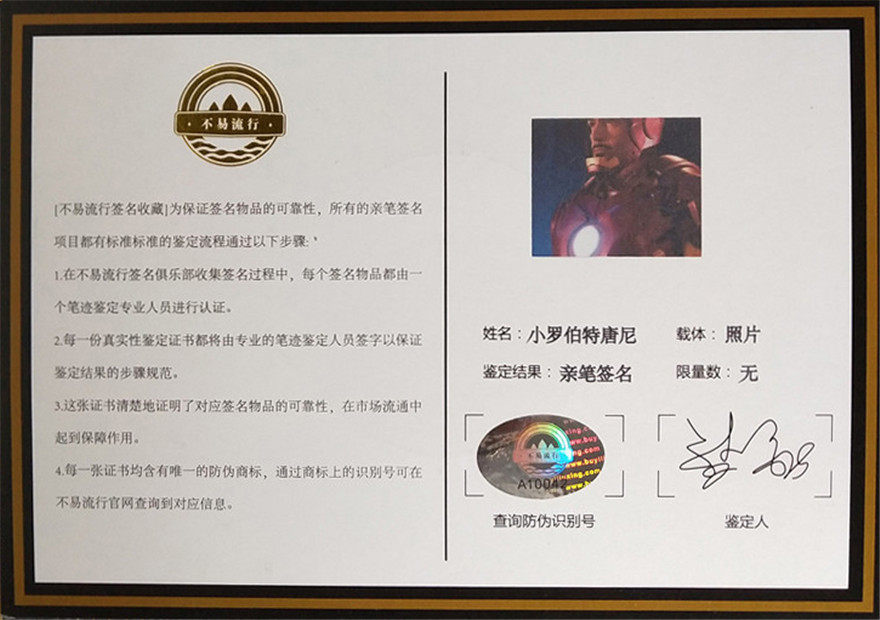 不易流行
[不易流行签名收藏]为保证签名物品的可靠性，所有的亲笔签名
项目都有标准标准的鉴定流程通过以下步骤:
1.在不易流行签名俱乐部收集签名过程中，每个签名物品都由一
个笔迹鉴定专业人员进行认证。
2.每一份真实性鉴定证书都将由专业的笔迹鉴定人员签字以保证
鉴定结果的步骤规范。
3.这张证书清楚地证明了对应签名物品的可靠性，在市场流通中
起到保障作用。
4.每一张证书均含有唯一的防伪商标，通过商标上的识别号可在
不易流行官网查询到对应信息。
姓名：小罗伯特唐尼 载体：照片
鉴定结果：亲笔签名 限量数：无
不易流行
A10042
查询防伪识别号 鉴定人